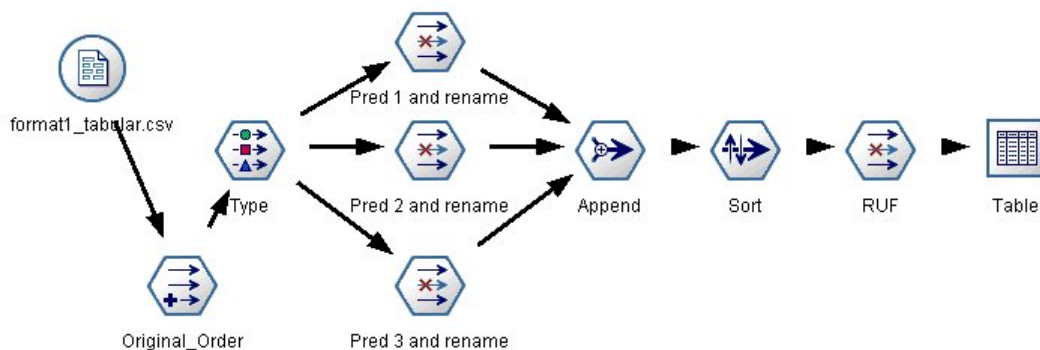 Pred 1 and rename
format1_tabular.csv
Type
Pred 2 and rename
Append
Sort
RUF
Table
Original_Order
Pred 3 and rename